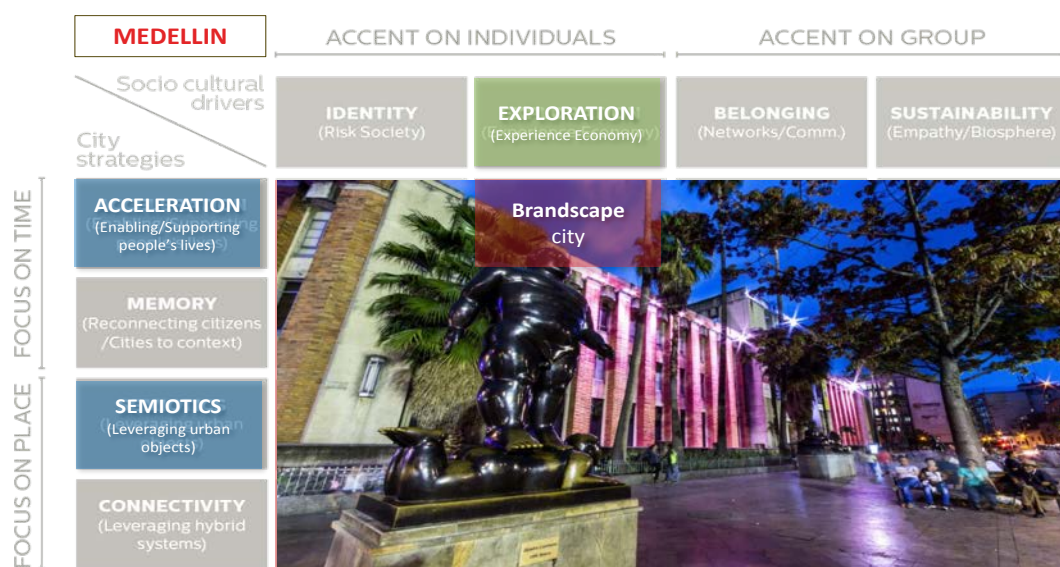 MEDELLIN
ACCENT ON INDIVIDUALS
ACCENT ON GROUP
Socio cultural
drivers
City
strategies
IDENTITY
(Risk Society)
EXPLORATION
(Experience Economy)
BELONGING
(Networks/Comm.)
SUSTAINABILITY
(Empathy/Biosphere)
FOCUS ON TIME
ACCELERATION
(Enabling/Supporting
people's lives)
Brandscape
city
MEMORY
(Reconnecting citizens
/Cities to context)
FOCUS ON PLACE
SEMIOTICS
(Leveraging urban
objects)
CONNECTIVITY
(Leveraging hybrid
systems)